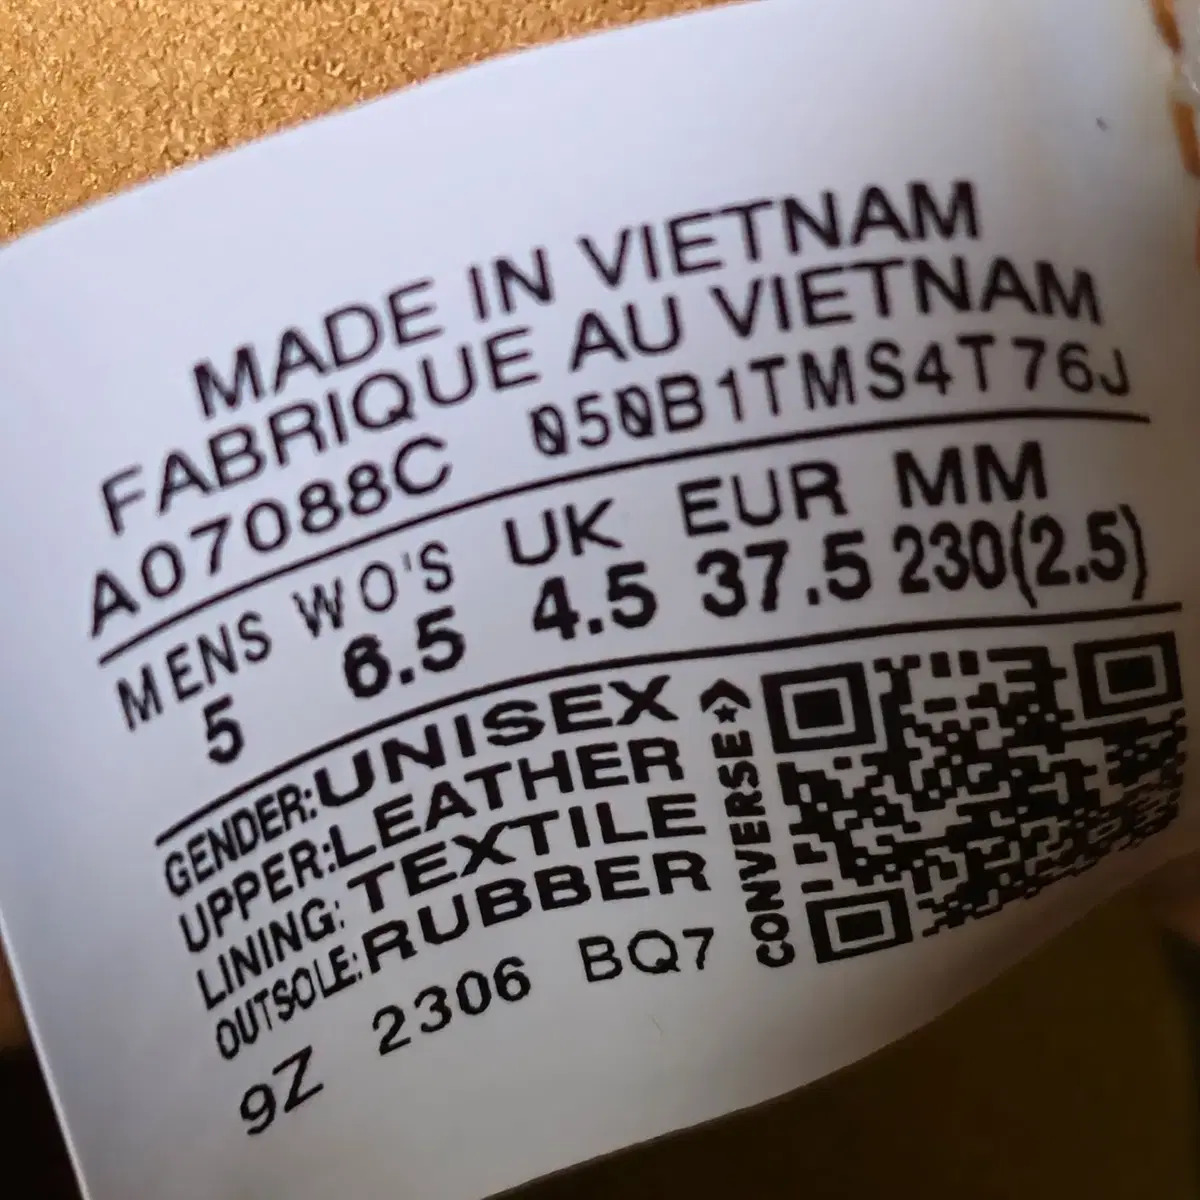 MADE IN VIETNAM
FABRIQUE AU VIETNAM
A07088C 050B1TMS4T76J
MENS WO'S UK EUR MM
5 6.5 4.5 37.5 230(2.5)
GENDER:UNISEX
UPPER:LEATHER
LINING:TEXTILE
OUTSOLE:RUBBER
9Z 2306 BQ7
CONVERSE